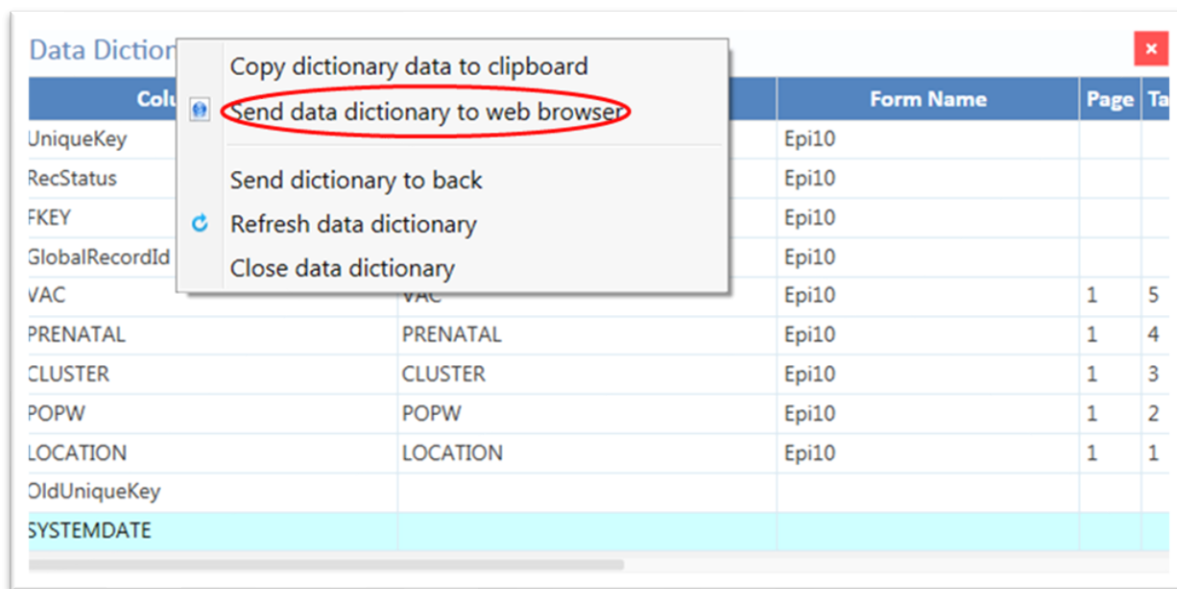 Data Diction
Copy dictionary data to clipboard
Send data dictionary to web browser
Send dictionary to back
Refresh data dictionary
Close data dictionary
Colu Form Name Page Ta
UniqueKey Epi10
RecStatus Epi10
FKEY Epi10
GlobalRecordId Epi10
VAC VAC Epi10 1 5
PRENATAL PRENATAL Epi10 1 4
CLUSTER CLUSTER Epi10 1 3
POPW POPW Epi10 1 2
LOCATION LOCATION Epi10 1 1
OldUniqueKey
SYSTEMDATE